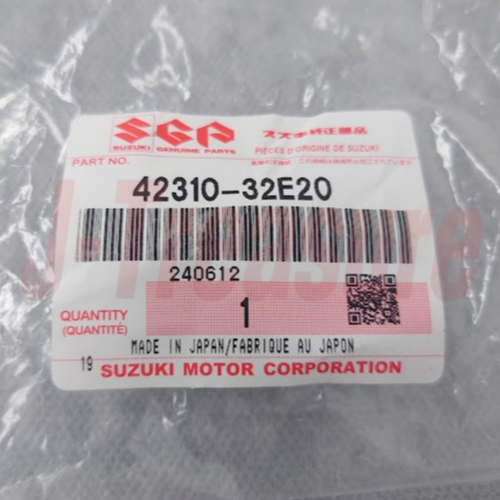 SGP スズキ純正部品
SUZUKI GENUINE PARTS PIÈCES D'ORIGINE DE SUZUKI
PART NO.
42310-32E20
240612
QUANTITY
(QUANTITÉ) 1
MADE IN JAPAN/FABRIQUE AU JAPON
19 SUZUKI MOTOR CORPORATION
J-Treasure